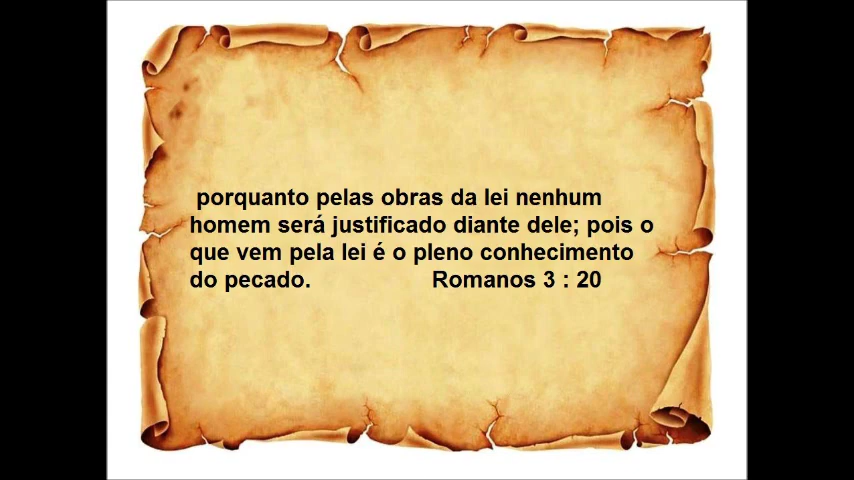 porquanto pelas obras da lei nenhum
homem será justificado diante dele; pois o
que vem pela lei é o pleno conhecimento
do pecado. Romanos 3 : 20